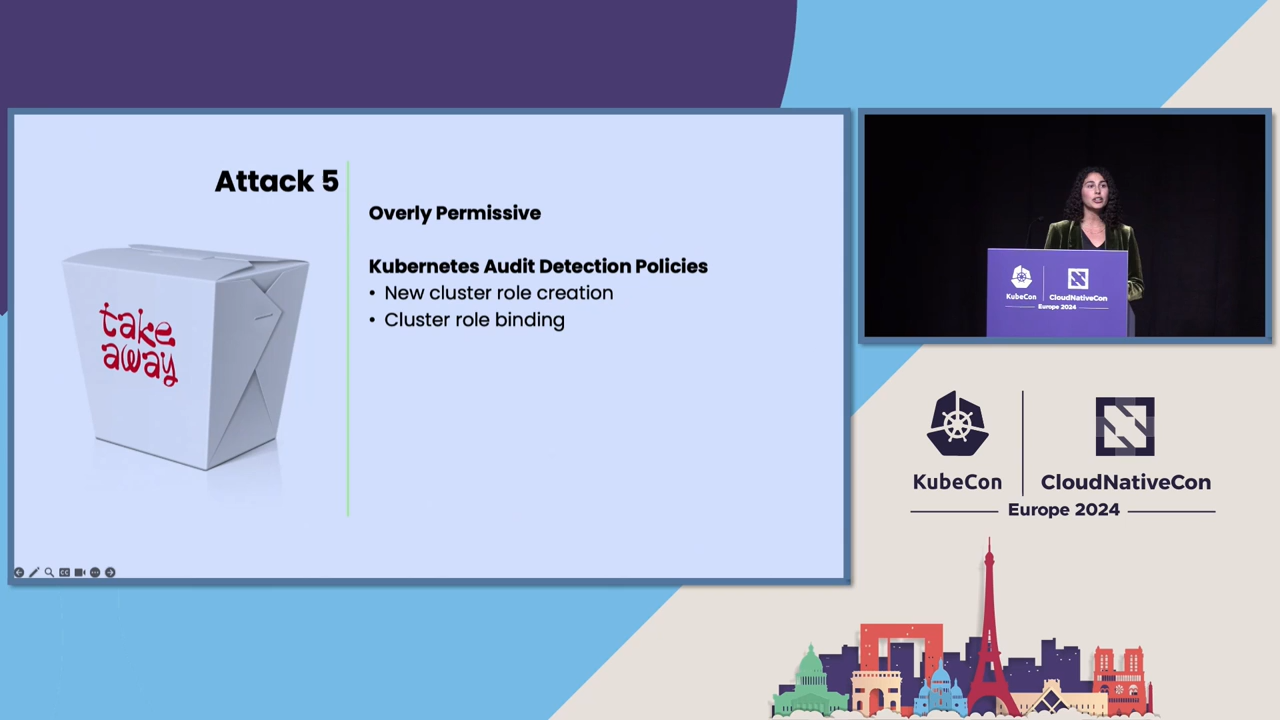 Attack 5
take
away
Overly Permissive
Kubernetes Audit Detection Policies
• New cluster role creation
• Cluster role binding
KubeCon
CloudNativeCon
Europe 2024
KubeCon
CloudNativeCon
Europe 2024